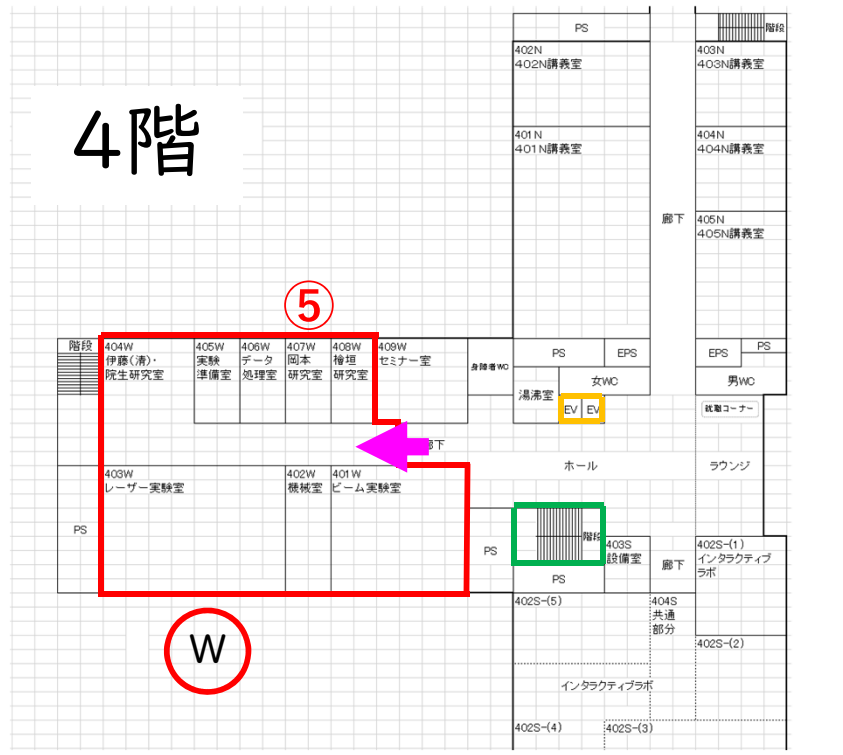 PS
階段
402N
402N講義室
403N
403N講義室
4階
401N
401N講義室
404N
404N講義室
廊下
405N
405N講義室
⑤
階段
404W
伊藤(清)・
院生研究室
405W
実験
準備室
406W
データ
処理室
407W
岡本
研究室
408W
檜垣
研究室
409W
セミナー室
身障者WC
PS
EPS
EPS
PS
湯沸室
女WC
男WC
EV
EV
就職コーナー
下
ホール
ラウンジ
403W
レーザー実験室
402W
機械室
401W
ビーム実験室
PS
PS
階段
403S
設備室
廊下
402S-(1)
インタラクティブ
ラボ
PS
402S-(5)
404S
共通
部分
402S-(2)
W
インタラクティブラボ
402S-(4)
402S-(3)